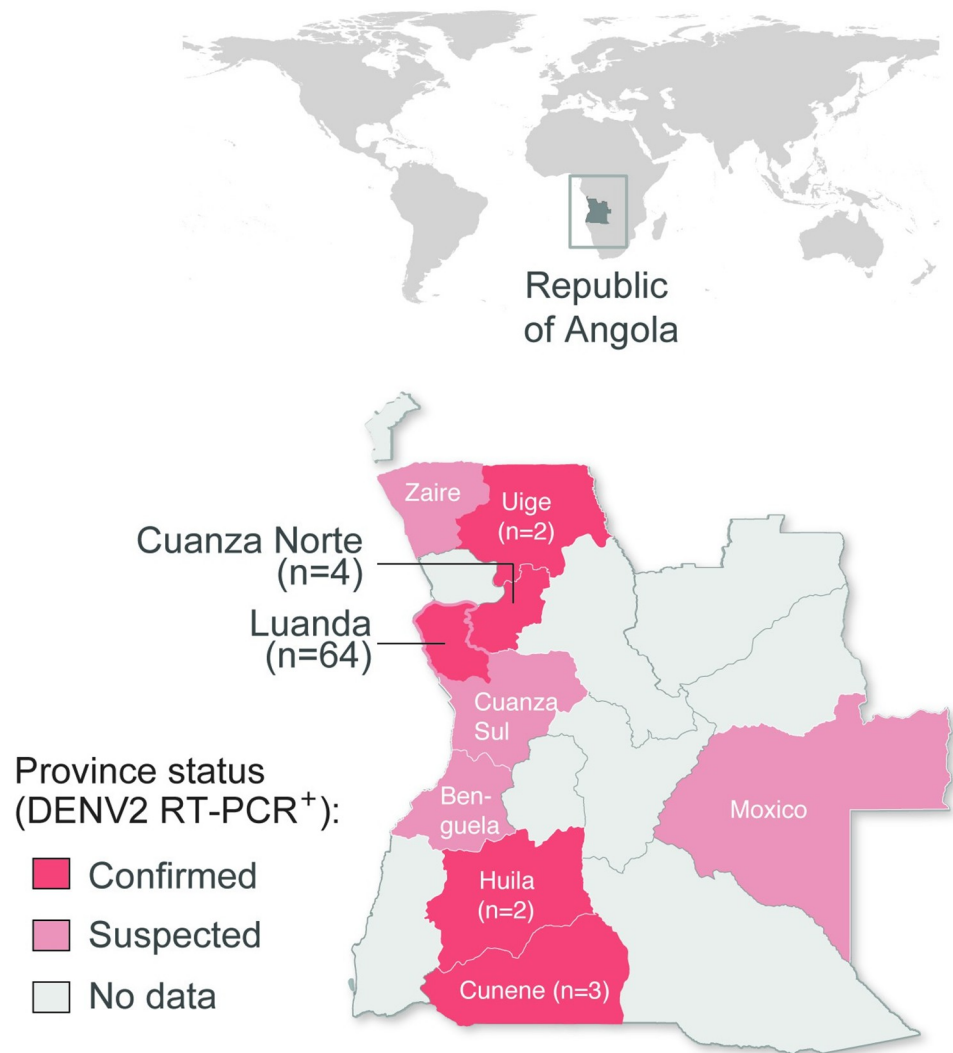 Republic
of Angola
Zaire
Uige
(n=2)
Cuanza Norte
(n=4)
Luanda
(n=64)
Cuanza
Sul
Province status
(DENV2 RT-PCR⁺):
Ben-
guela
Moxico
Confirmed
Huila
(n=2)
Suspected
No data
Cunene (n=3)